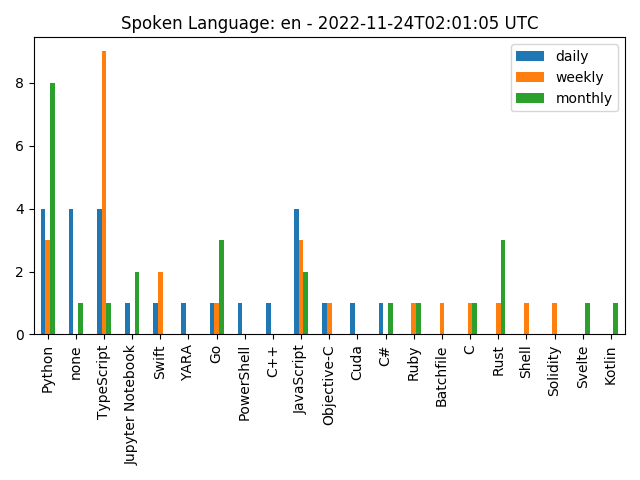 Spoken Language: en - 2022-11-24T02:01:05 UTC
daily
weekly
monthly
8
6
4
2
0
Python
none
TypeScript
Jupyter Notebook
Swift
YARA
Go
PowerShell
C++
JavaScript
Objective-C
Cuda
C#
Ruby
Batchfile
C
Rust
Shell
Solidity
Svelte
Kotlin